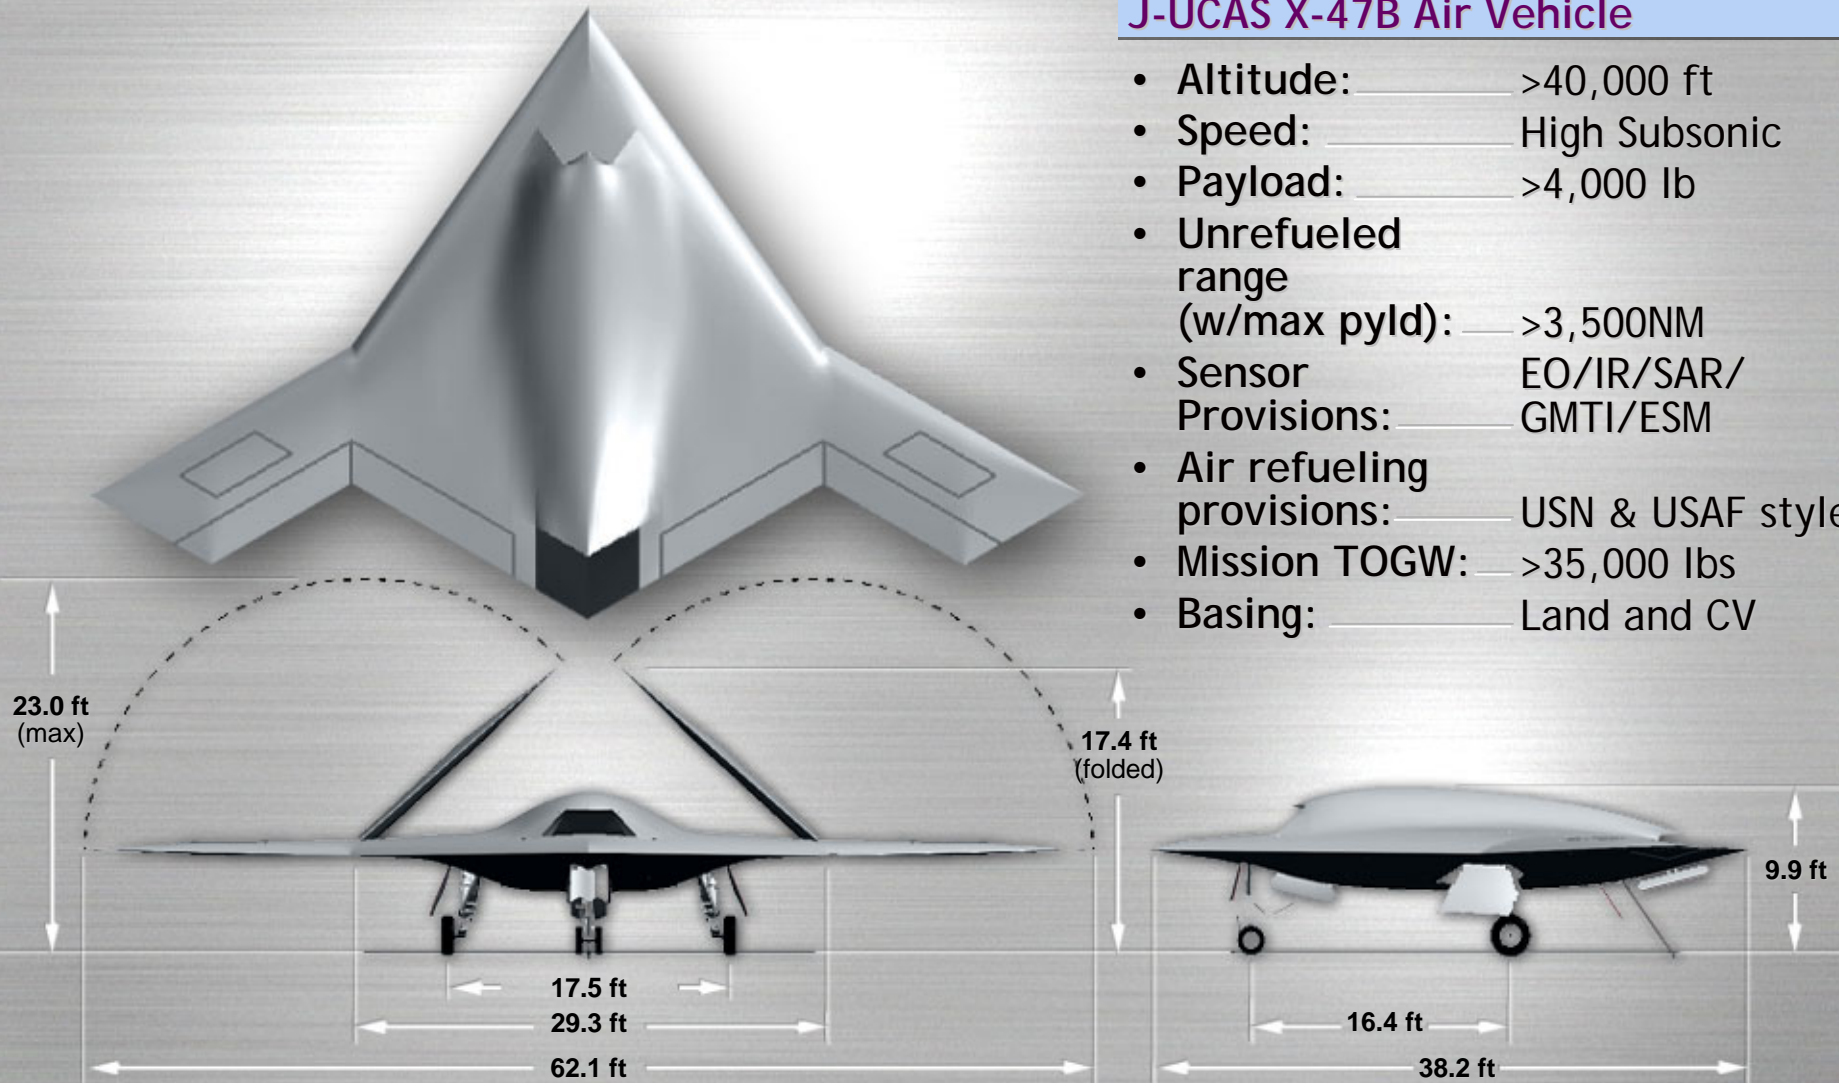 J-UCAS X-47B Air Vehicle
• Altitude: >40,000 ft
• Speed: High Subsonic
• Payload: >4,000 lb
• Unrefueled
range
(w/max pyld): >3,500NM
• Sensor EO/IR/SAR/
Provisions: GMTI/ESM
• Air refueling
provisions: USN & USAF style
• Mission TOGW: >35,000 lbs
• Basing: Land and CV
23.0 ft
(max)
17.4 ft
(folded)
9.9 ft
17.5 ft
29.3 ft
62.1 ft
16.4 ft
38.2 ft